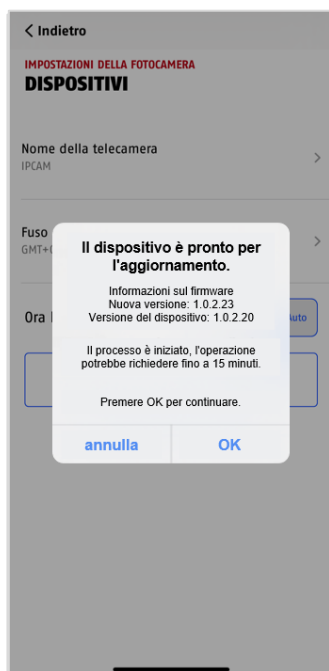 Indietro
IMPOSTAZIONI DELLA FOTOCAMERA
DISPOSITIVI
Nome della telecamera
IPCAM
Fuso
Il dispositivo è pronto per
l'aggiornamento.
Informazioni sul firmware
Nuova versione: 1.0.2.23
Versione del dispositivo: 1.0.2.20
Il processo è iniziato, l'operazione
potrebbe richiedere fino a 15 minuti.
Premere OK per continuare.
annulla OK
Ora
Auto